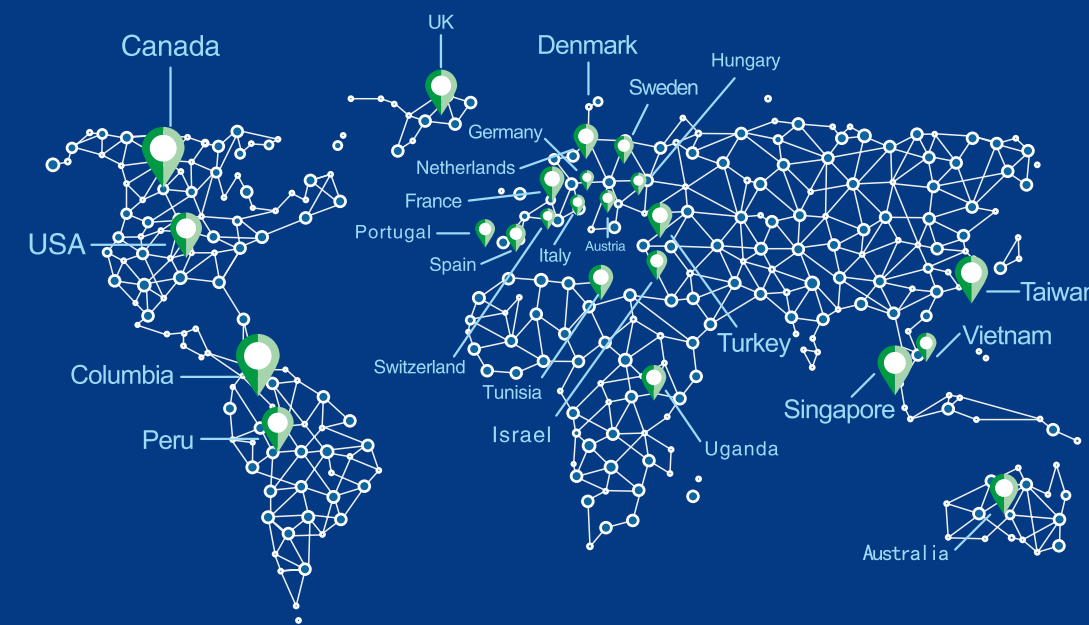 UK
Canada
Denmark
Hungary
Sweden
Germany
Netherlands
France
Portugal
USA
Austria
Italy
Spain
Taiwan
Turkey
Vietnam
Switzerland
Columbia
Tunisia
Singapore
Israel
Peru
Uganda
Australia